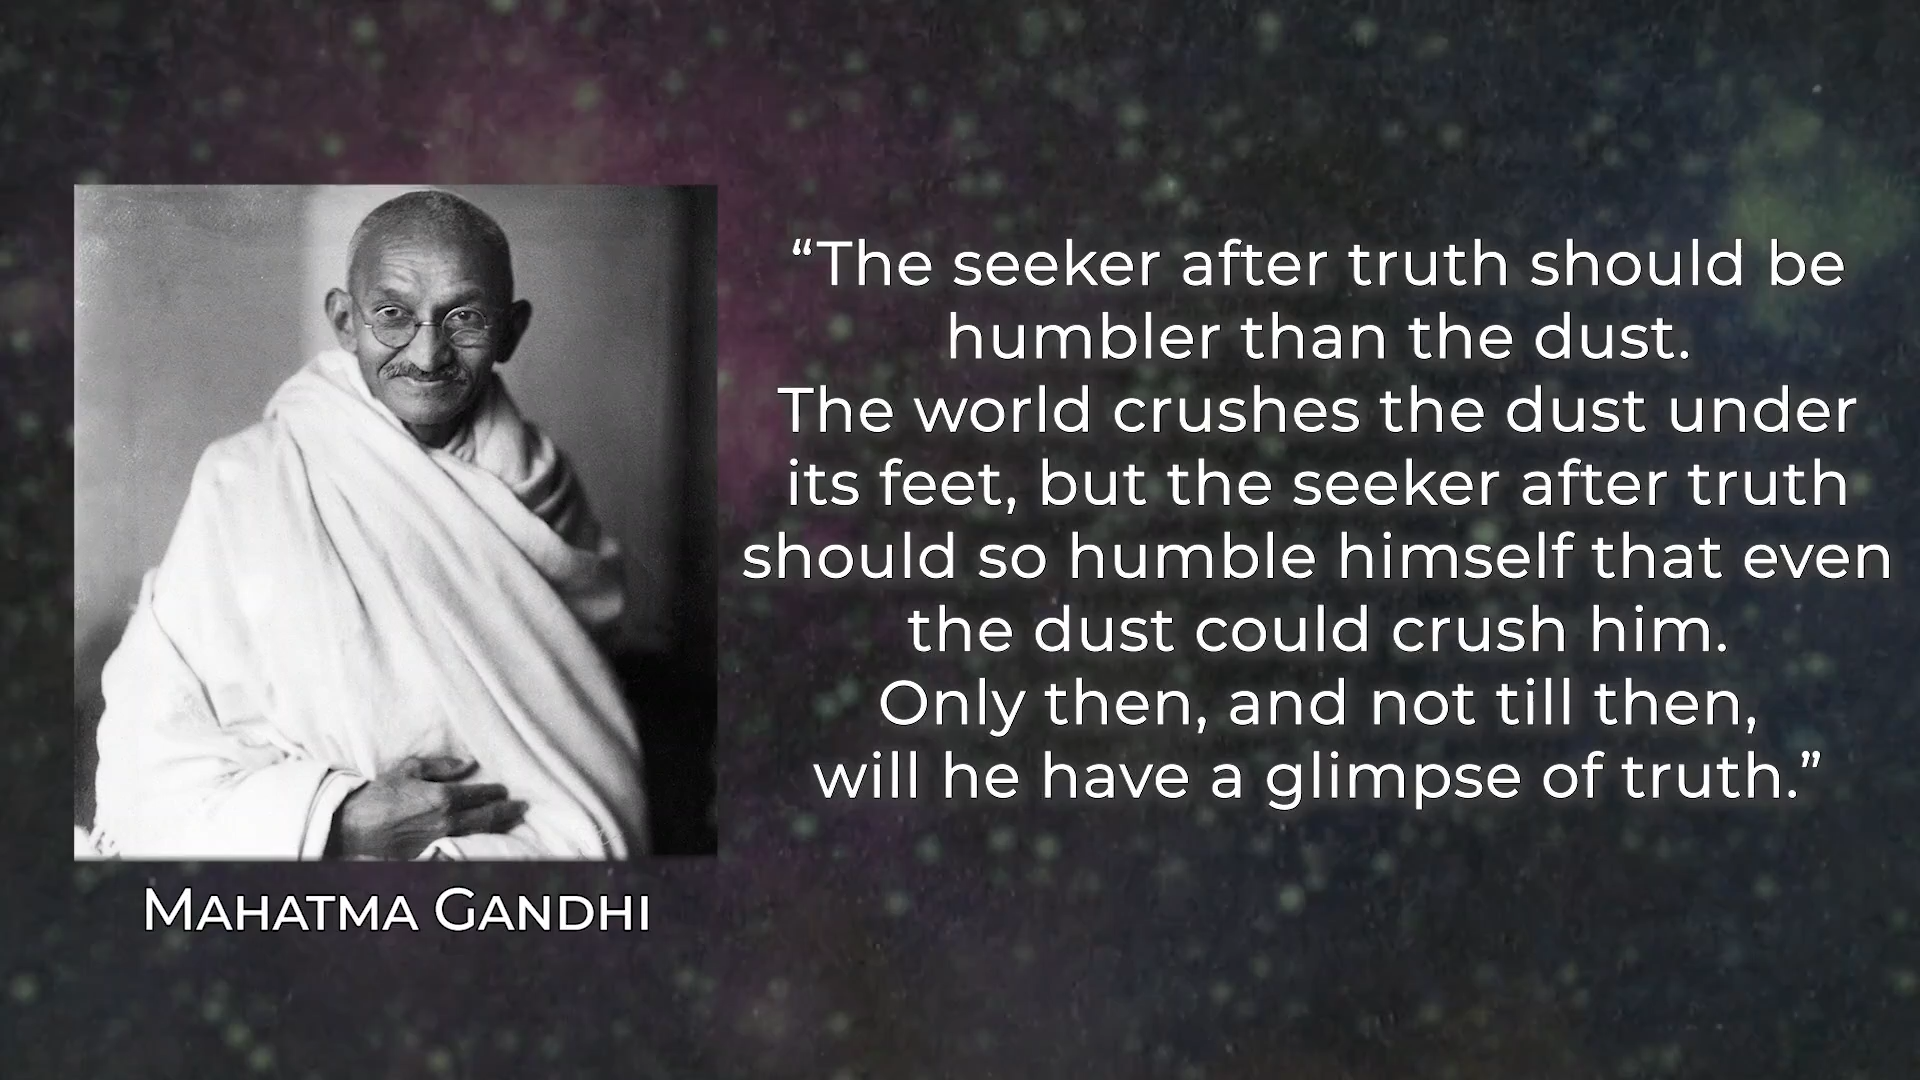 “The seeker after truth should be
humbler than the dust.
The world crushes the dust under
its feet, but the seeker after truth
should so humble himself that even
the dust could crush him.
Only then, and not till then,
will he have a glimpse of truth.”
Mahatma Gandhi